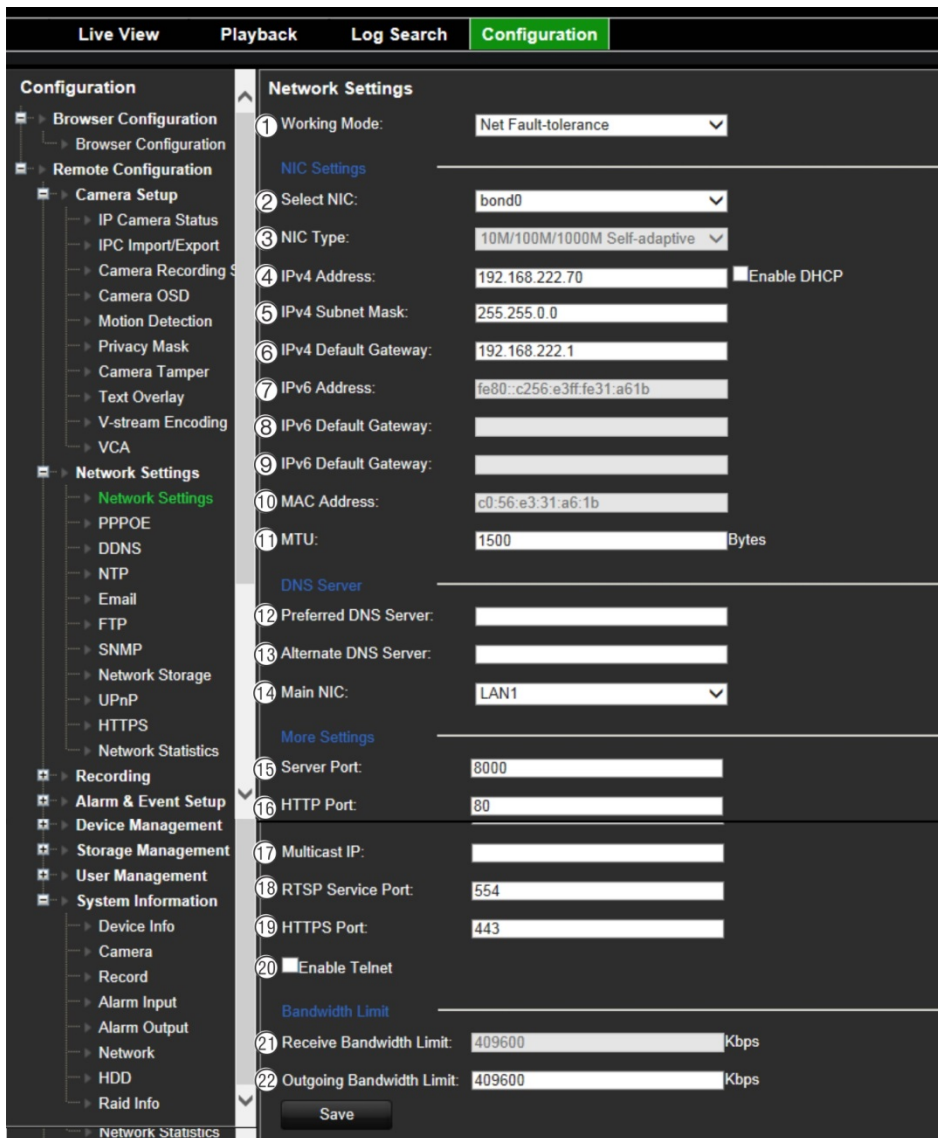 Live View Playback Log Search Configuration
Configuration
Browser Configuration
Browser Configuration
Remote Configuration
Camera Setup
IP Camera Status
IPC Import/Export
Camera Recording S
Camera OSD
Motion Detection
Privacy Mask
Camera Tamper
Text Overlay
V-stream Encoding
VCA
Network Settings
Network Settings
PPPOE
DDNS
NTP
Email
FTP
SNMP
Network Storage
UPnP
HTTPS
Network Statistics
Recording
Alarm & Event Setup
Device Management
Storage Management
User Management
System Information
Device Info
Camera
Record
Alarm Input
Alarm Output
Network
HDD
Raid Info
Network Statistics
Network Settings
1 Working Mode: Net Fault-tolerance
NIC Settings
2 Select NIC: bond0
3 NIC Type: 10M/100M/1000M Self-adaptive
4 IPv4 Address: 192.168.222.70 Enable DHCP
5 IPv4 Subnet Mask: 255.255.0.0
6 IPv4 Default Gateway: 192.168.222.1
7 IPv6 Address: fe80::c256:e3ff:fe31:a61b
8 IPv6 Default Gateway:
9 IPv6 Default Gateway:
10 MAC Address: c0:56:e3:31:a6:1b
11 MTU: 1500 Bytes
DNS Server
12 Preferred DNS Server:
13 Alternate DNS Server:
14 Main NIC: LAN1
More Settings
15 Server Port: 8000
16 HTTP Port: 80
17 Multicast IP:
18 RTSP Service Port: 554
19 HTTPS Port: 443
20 Enable Telnet
Bandwidth Limit
21 Receive Bandwidth Limit: 409600 Kbps
22 Outgoing Bandwidth Limit: 409600 Kbps
Save